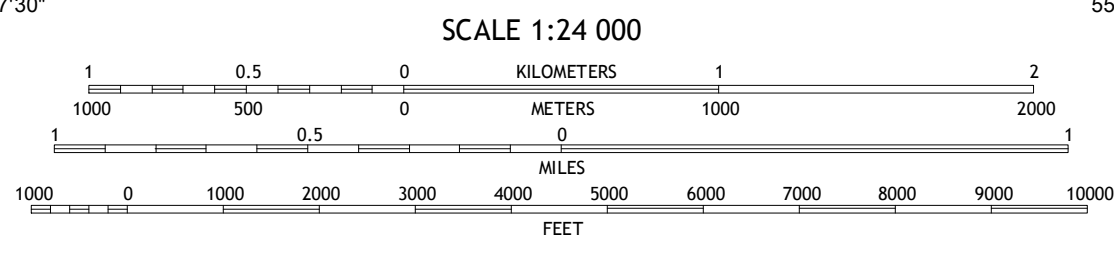 7'30" 55
SCALE 1:24 000
1 0.5 0 KILOMETERS 1 2
1000 500 0 METERS 1000 2000
1 0.5 0 1
MILES
1000 0 1000 2000 3000 4000 5000 6000 7000 8000 9000 10000
FEET